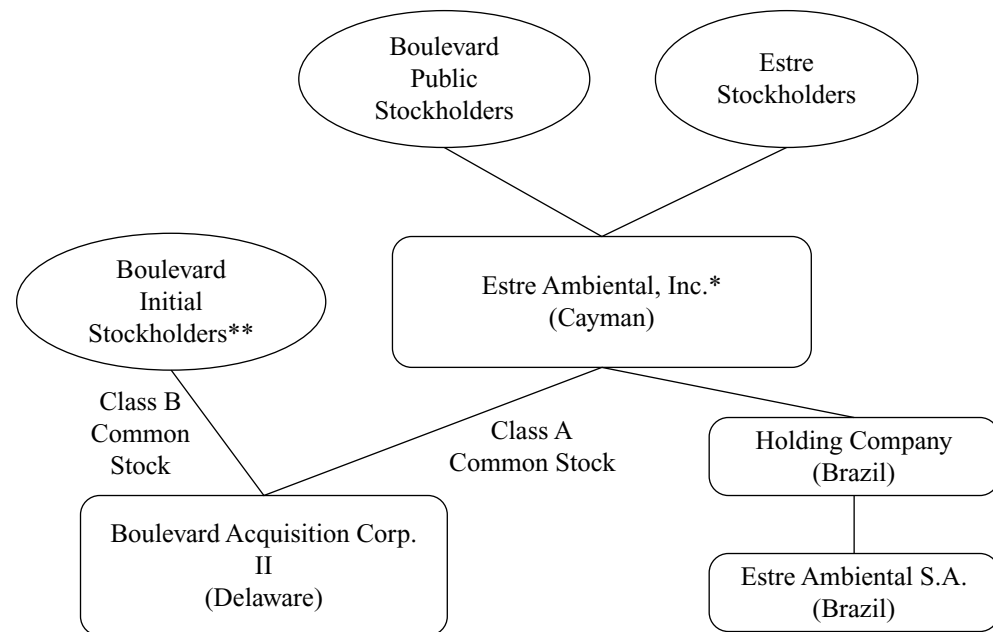 Boulevard
Public
Stockholders
Estre
Stockholders
Boulevard
Initial
Stockholders**
Estre Ambiental, Inc.*
(Cayman)
Class B
Common
Stock
Class A
Common Stock
Holding Company
(Brazil)
Boulevard Acquisition Corp.
II
(Delaware)
Estre Ambiental S.A.
(Brazil)